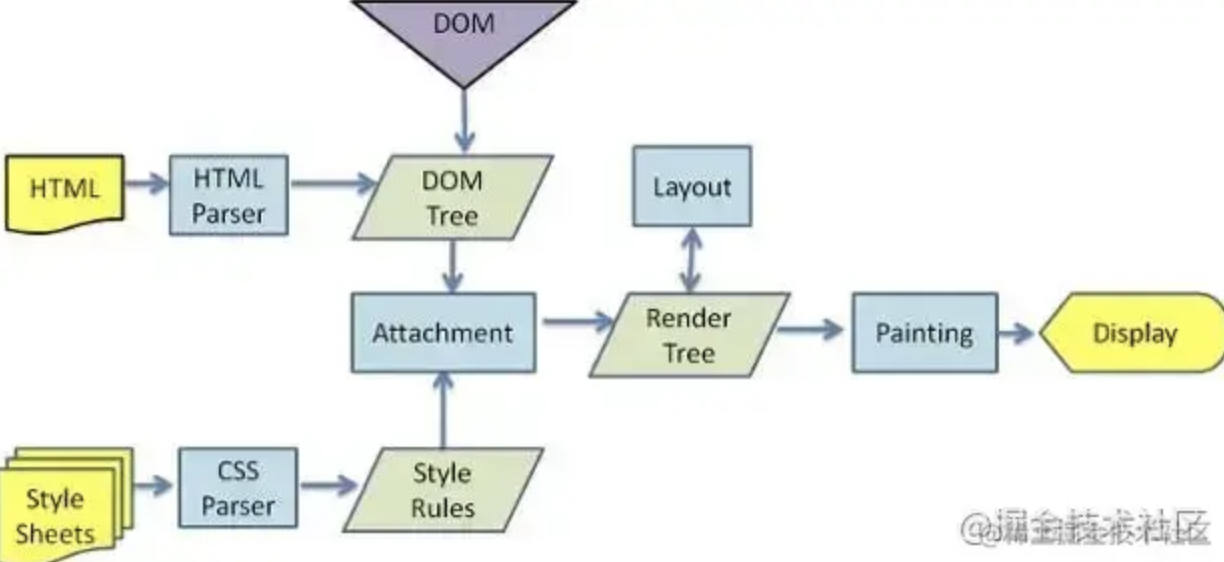 DOM
HTML
HTML
Parser
DOM
Tree
Layout
Attachment
Render
Tree
Painting
Display
Style
Sheets
CSS
Parser
Style
Rules
@稀土掘金技术社区